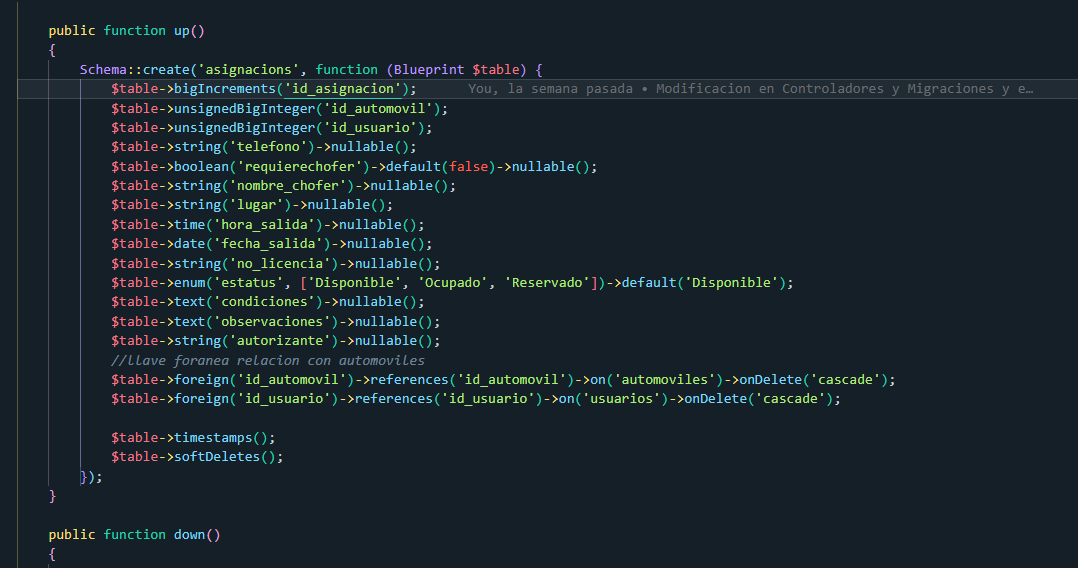 public function up()
{
Schema::create('asignacions', function (Blueprint $table) {
$table->bigIncrements('id_asignacion'); You, la semana pasada • Modificacion en Controladores y Migraciones y e…
$table->unsignedBigInteger('id_automovil');
$table->unsignedBigInteger('id_usuario');
$table->string('telefono')->nullable();
$table->boolean('requierechofer')->default(false)->nullable();
$table->string('nombre_chofer')->nullable();
$table->string('lugar')->nullable();
$table->time('hora_salida')->nullable();
$table->date('fecha_salida')->nullable();
$table->string('no_licencia')->nullable();
$table->enum('estatus', ['Disponible', 'Ocupado', 'Reservado'])->default('Disponible');
$table->text('condiciones')->nullable();
$table->text('observaciones')->nullable();
$table->string('autorizante')->nullable();
//llave foranea relacion con automoviles
$table->foreign('id_automovil')->references('id_automovil')->on('automoviles')->onDelete('cascade');
$table->foreign('id_usuario')->references('id_usuario')->on('usuarios')->onDelete('cascade');
$table->timestamps();
$table->softDeletes();
});
}
public function down()
{